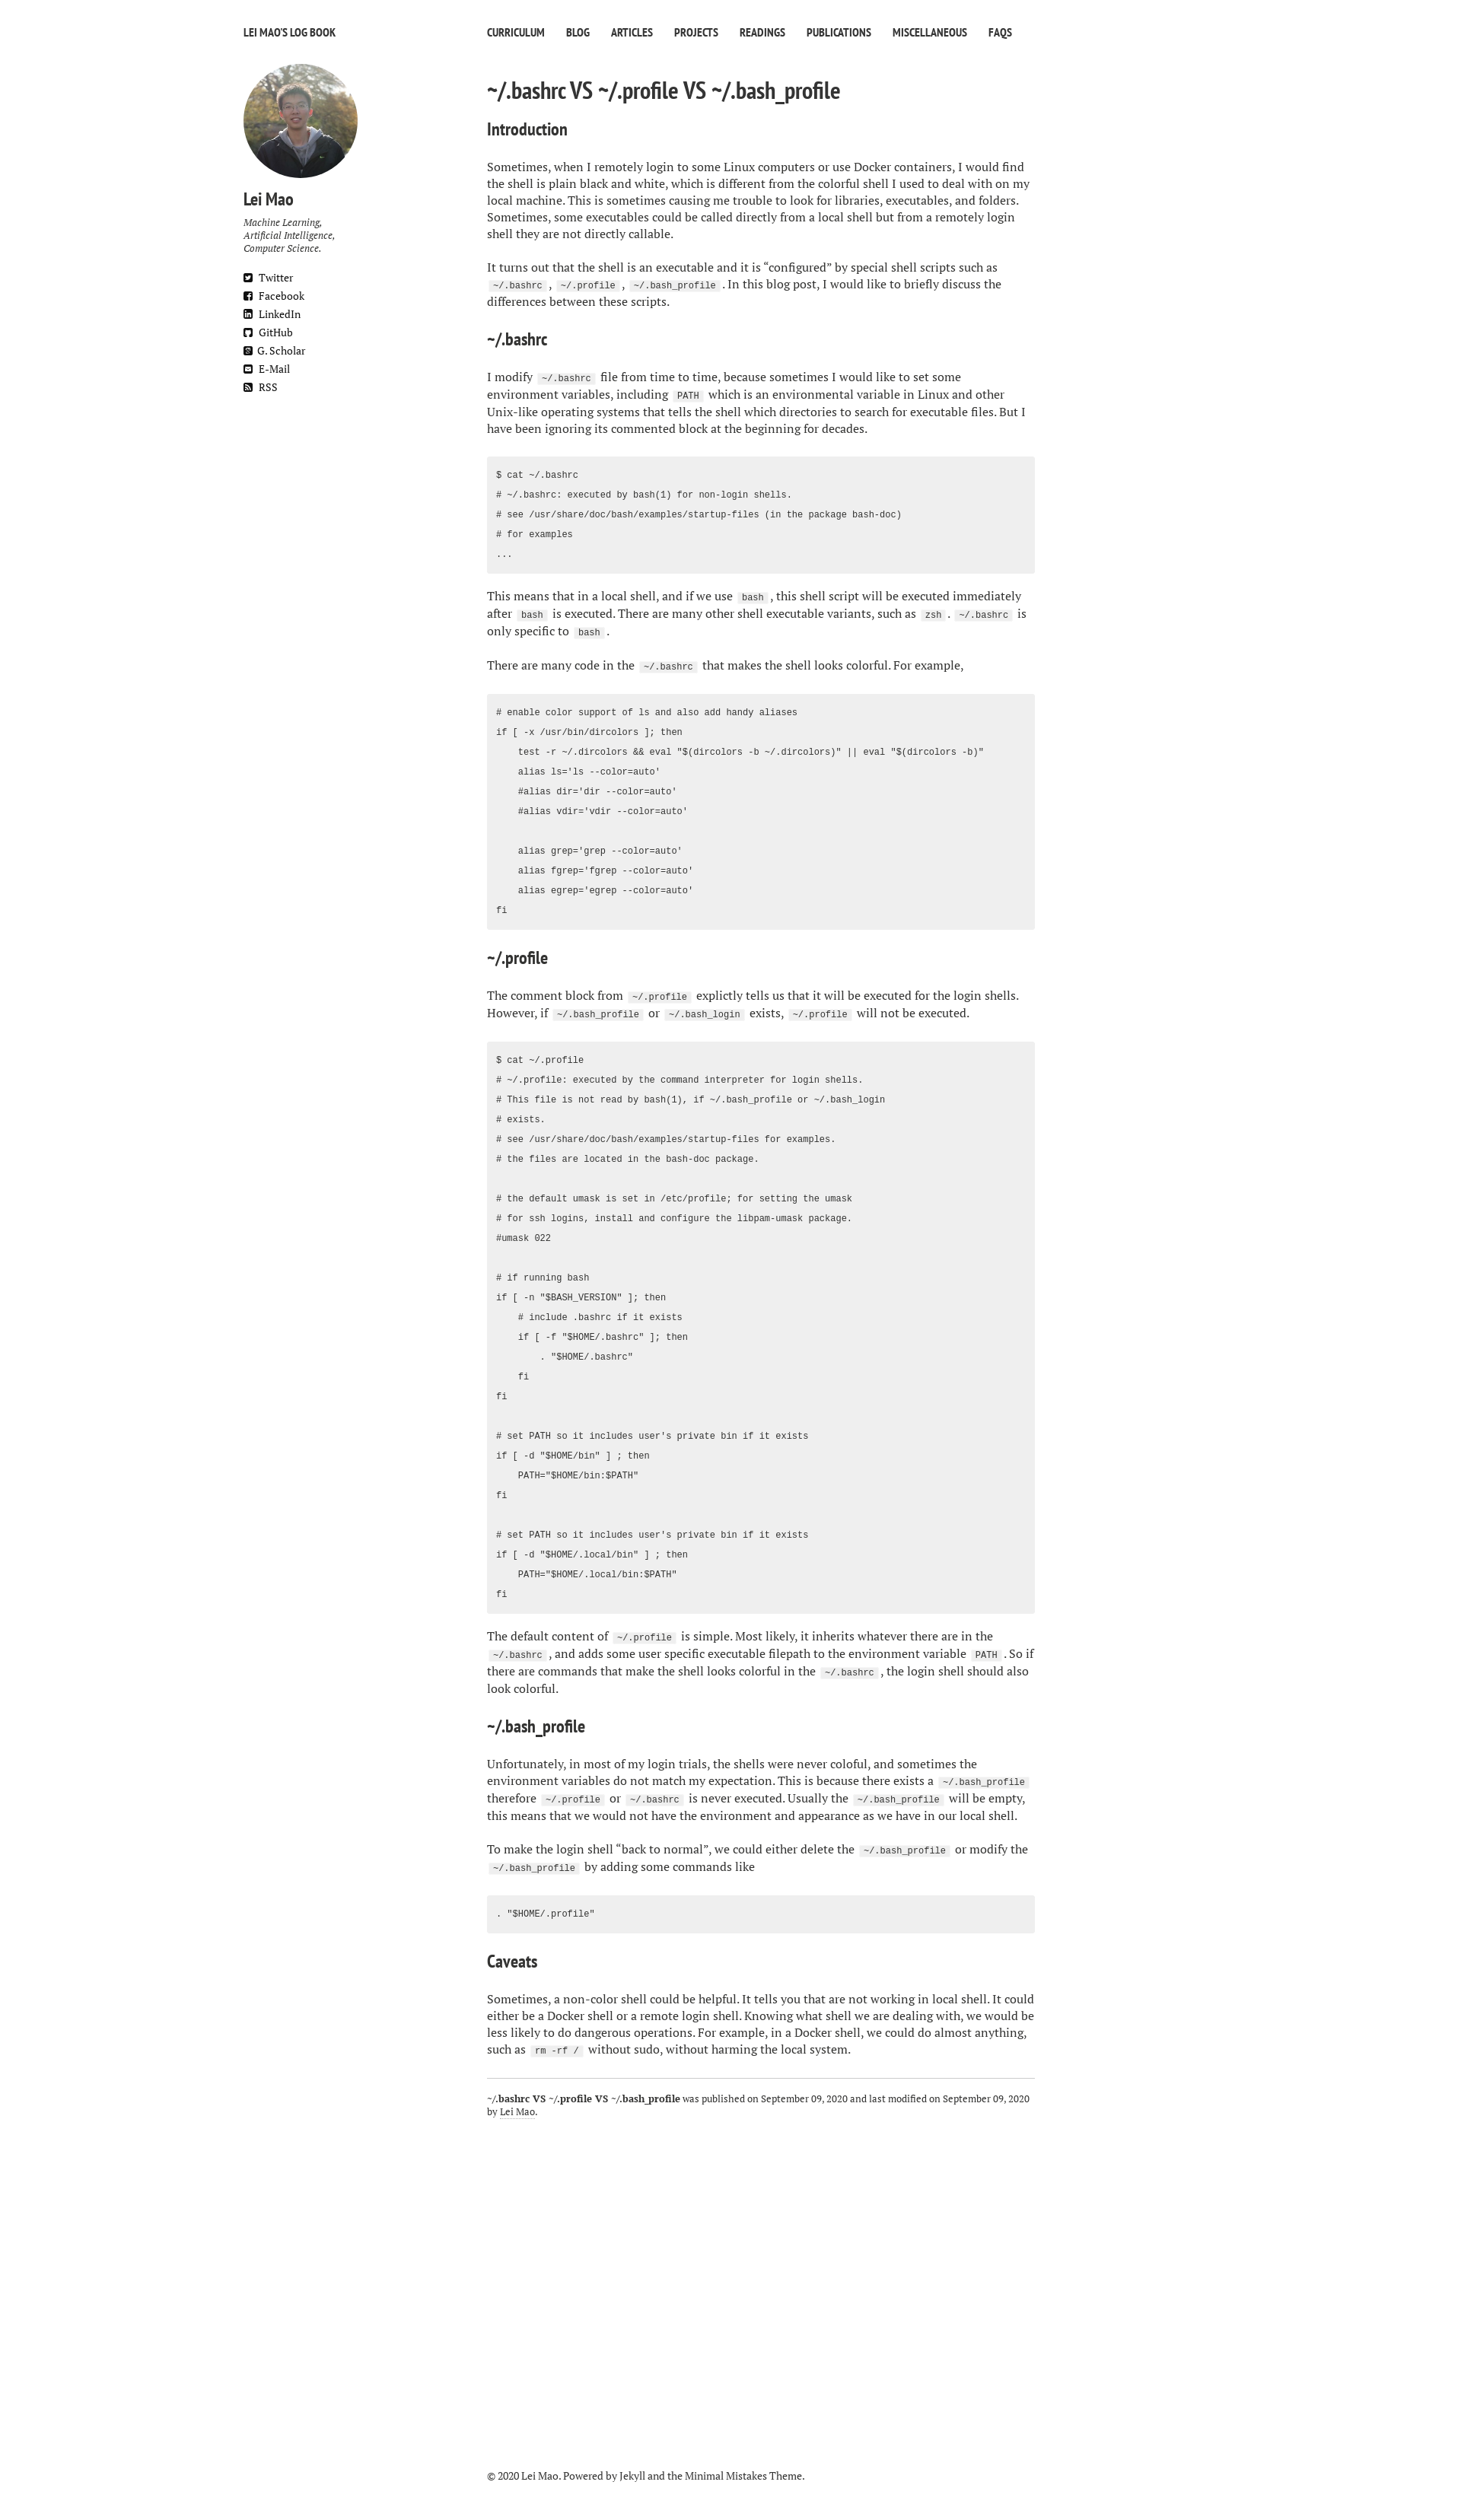 LEI MAO'S LOG BOOK
CURRICULUM BLOG ARTICLES PROJECTS READINGS PUBLICATIONS MISCELLANEOUS FAQS
Lei Mao
Machine Learning,
Artificial Intelligence,
Computer Science.
Twitter
Facebook
LinkedIn
GitHub
G. Scholar
E-Mail
RSS
~/.bashrc VS ~/.profile VS ~/.bash_profile
Introduction
Sometimes, when I remotely login to some Linux computers or use Docker containers, I would find
the shell is plain black and white, which is different from the colorful shell I used to deal with on my
local machine. This is sometimes causing me trouble to look for libraries, executables, and folders.
Sometimes, some executables could be called directly from a local shell but from a remotely login
shell they are not directly callable.
It turns out that the shell is an executable and it is “configured” by special shell scripts such as
~/.bashrc , ~/.profile , ~/.bash_profile . In this blog post, I would like to briefly discuss the
differences between these scripts.
~/.bashrc
I modify ~/.bashrc file from time to time, because sometimes I would like to set some
environment variables, including PATH which is an environmental variable in Linux and other
Unix-like operating systems that tells the shell which directories to search for executable files. But I
have been ignoring its commented block at the beginning for decades.
$ cat ~/.bashrc
# ~/.bashrc: executed by bash(1) for non-login shells.
# see /usr/share/doc/bash/examples/startup-files (in the package bash-doc)
# for examples
...
This means that in a local shell, and if we use bash , this shell script will be executed immediately
after bash is executed. There are many other shell executable variants, such as zsh . ~/.bashrc is
only specific to bash .
There are many code in the ~/.bashrc that makes the shell looks colorful. For example,
# enable color support of ls and also add handy aliases
if [ -x /usr/bin/dircolors ]; then
    test -r ~/.dircolors && eval "$(dircolors -b ~/.dircolors)" || eval "$(dircolors -b)"
    alias ls='ls --color=auto'
    #alias dir='dir --color=auto'
    #alias vdir='vdir --color=auto'
    alias grep='grep --color=auto'
    alias fgrep='fgrep --color=auto'
    alias egrep='egrep --color=auto'
fi
~/.profile
The comment block from ~/.profile explictly tells us that it will be executed for the login shells.
However, if ~/.bash_profile or ~/.bash_login exists, ~/.profile will not be executed.
$ cat ~/.profile
# ~/.profile: executed by the command interpreter for login shells.
# This file is not read by bash(1), if ~/.bash_profile or ~/.bash_login
# exists.
# see /usr/share/doc/bash/examples/startup-files for examples.
# the files are located in the bash-doc package.
# the default umask is set in /etc/profile; for setting the umask
# for ssh logins, install and configure the libpam-umask package.
#umask 022
# if running bash
if [ -n "$BASH_VERSION" ]; then
    # include .bashrc if it exists
    if [ -f "$HOME/.bashrc" ]; then
        . "$HOME/.bashrc"
    fi
fi
# set PATH so it includes user's private bin if it exists
if [ -d "$HOME/bin" ] ; then
    PATH="$HOME/bin:$PATH"
fi
# set PATH so it includes user's private bin if it exists
if [ -d "$HOME/.local/bin" ] ; then
    PATH="$HOME/.local/bin:$PATH"
fi
The default content of ~/.profile is simple. Most likely, it inherits whatever there are in the
~/.bashrc , and adds some user specific executable filepath to the environment variable PATH . So if
there are commands that make the shell looks colorful in the ~/.bashrc , the login shell should also
look colorful.
~/.bash_profile
Unfortunately, in most of my login trials, the shells were never coloful, and sometimes the
environment variables do not match my expectation. This is because there exists a ~/.bash_profile
therefore ~/.profile or ~/.bashrc is never executed. Usually the ~/.bash_profile will be empty,
this means that we would not have the environment and appearance as we have in our local shell.
To make the login shell “back to normal”, we could either delete the ~/.bash_profile or modify the
~/.bash_profile by adding some commands like
. "$HOME/.profile"
Caveats
Sometimes, a non-color shell could be helpful. It tells you that are not working in local shell. It could
either be a Docker shell or a remote login shell. Knowing what shell we are dealing with, we would be
less likely to do dangerous operations. For example, in a Docker shell, we could do almost anything,
such as rm -rf / without sudo, without harming the local system.
~/.bashrc VS ~/.profile VS ~/.bash_profile was published on September 09, 2020 and last modified on September 09, 2020
by Lei Mao.
© 2020 Lei Mao. Powered by Jekyll and the Minimal Mistakes Theme.